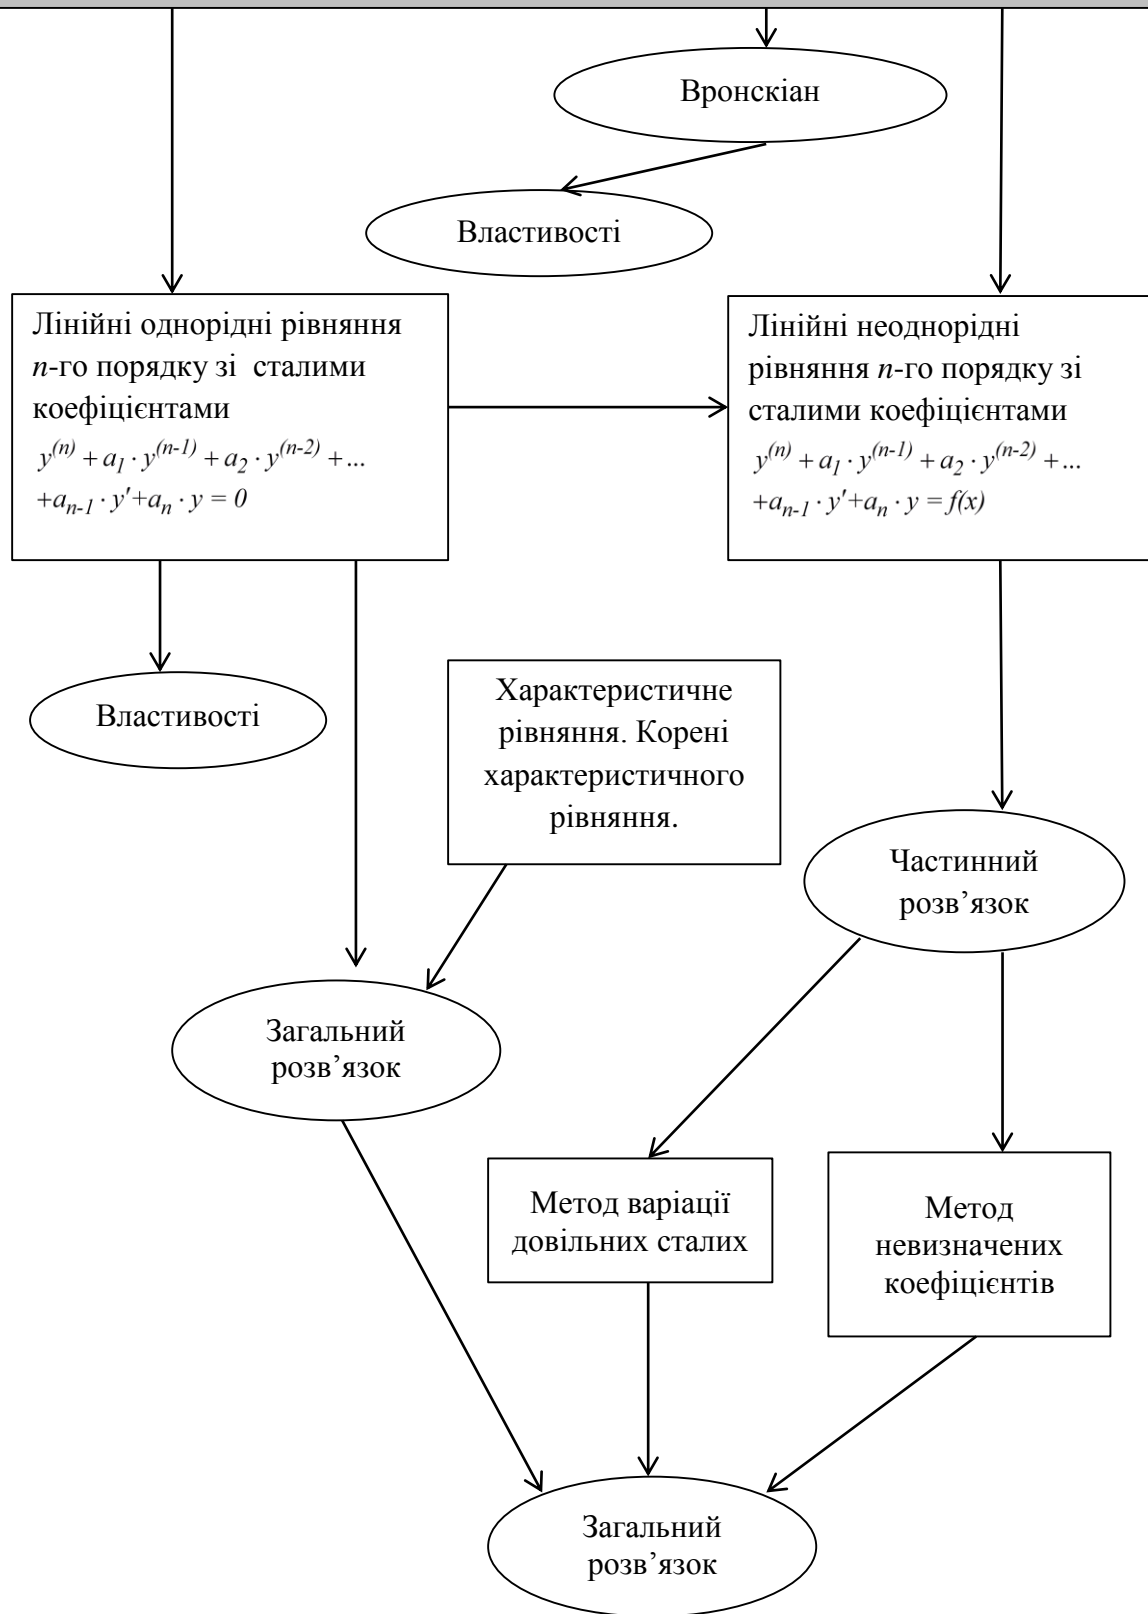 Вронскіан
Властивості
Лінійні однорідні рівняння
n-го порядку зі сталими
коефіцієнтами
y^(n) + a_1 · y^(n-1) + a_2 · y^(n-2) + ...
+a_{n-1} · y'+a_n · y = 0
Лінійні неоднорідні
рівняння n-го порядку зі
сталими коефіцієнтами
y^(n) + a_1 · y^(n-1) + a_2 · y^(n-2) + ...
+a_{n-1} · y'+a_n · y = f(x)
Властивості
Характеристичне
рівняння. Корені
характеристичного
рівняння.
Частинний
розв’язок
Загальний
розв’язок
Метод варіації
довільних сталих
Метод
невизначених
коефіцієнтів
Загальний
розв’язок